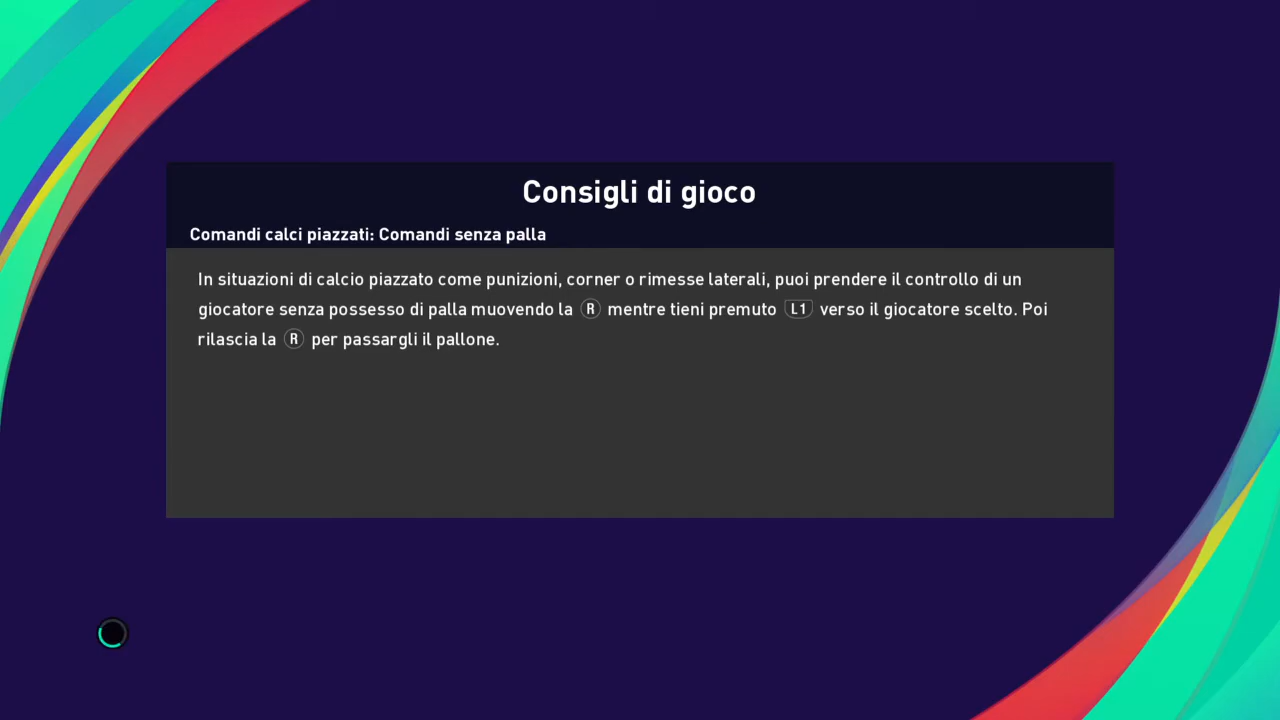 Consigli di gioco
Comandi calci piazzati: Comandi senza palla
In situazioni di calcio piazzato come punizioni, corner o rimesse laterali, puoi prendere il controllo di un
giocatore senza possesso di palla muovendo la R mentre tieni premuto L1 verso il giocatore scelto. Poi
rilascia la R per passargli il pallone.